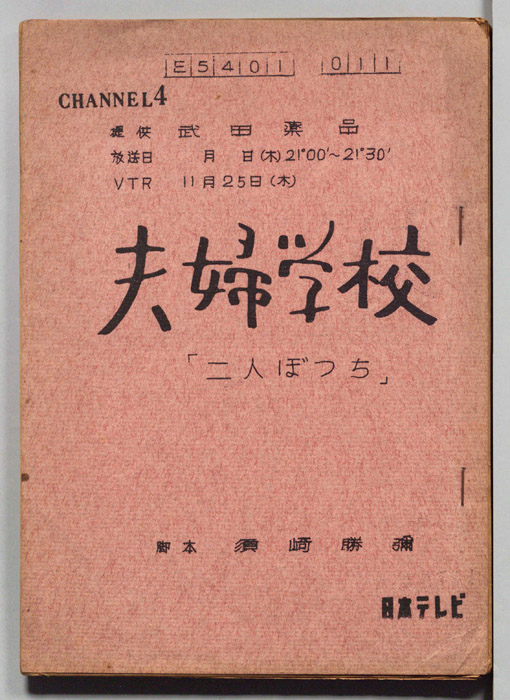 E5401 011
CHANNEL4
提供 武田薬品
放送日 月 日(木)21°00'～21°30'
VTR 11月25日(木)
夫婦学校
「二人ぼつち」
脚本 須崎勝彌
日本テレビ